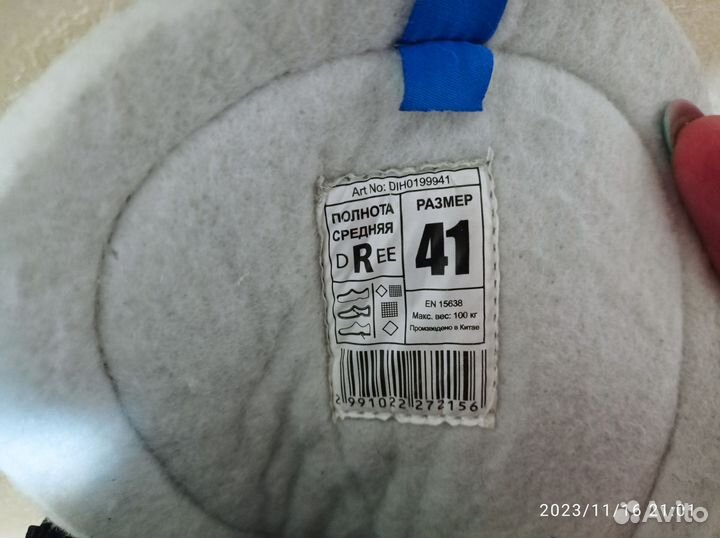 Art No: DIH0199941
ПОЛНОТА
СРЕДНЯЯ
D R EE
РАЗМЕР
41
EN 15638
Макс. вес: 100 кг
Произведено в Китае
2 991022 272156
2023/11/16 21:01
Avito